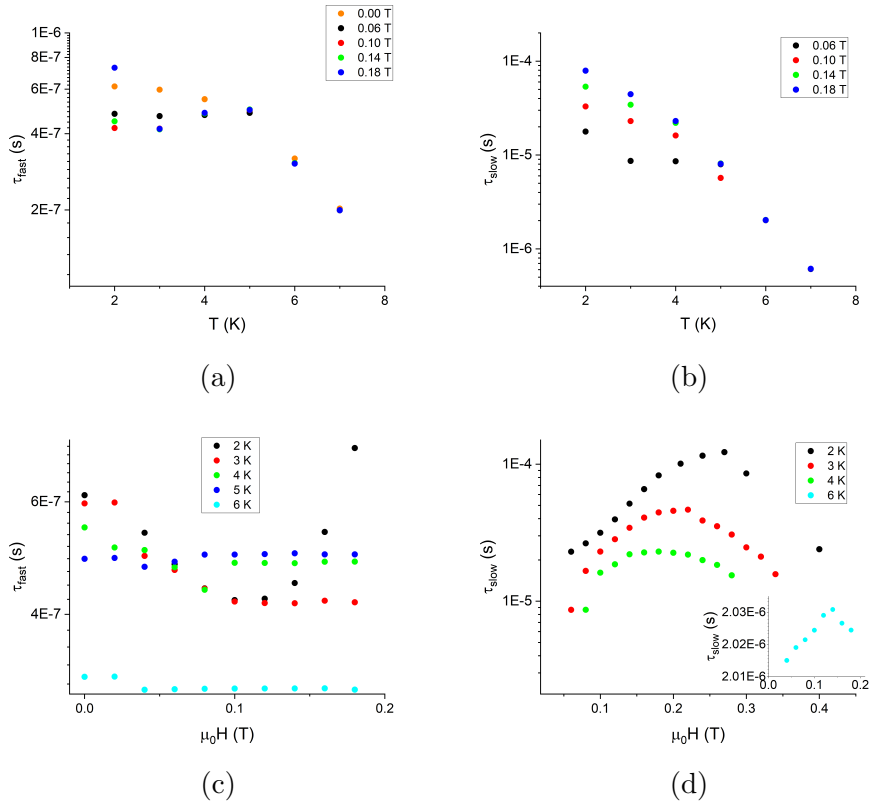 1E-6
8E-7
6E-7
4E-7
2E-7
τfast (s)
2 4 6 8
T (K)
0.00 T
0.06 T
0.10 T
0.14 T
0.18 T
(a)
1E-4
1E-5
1E-6
τslow (s)
2 4 6 8
T (K)
0.06 T
0.10 T
0.14 T
0.18 T
(b)
6E-7
4E-7
τfast (s)
0.0 0.1 0.2
μ0H (T)
2 K
3 K
4 K
5 K
6 K
(c)
1E-4
1E-5
τslow (s)
0.1 0.2 0.3 0.4
μ0H (T)
2 K
3 K
4 K
6 K
2.03E-6
2.02E-6
2.01E-6
τslow (s)
0.0 0.1 0.2
(d)